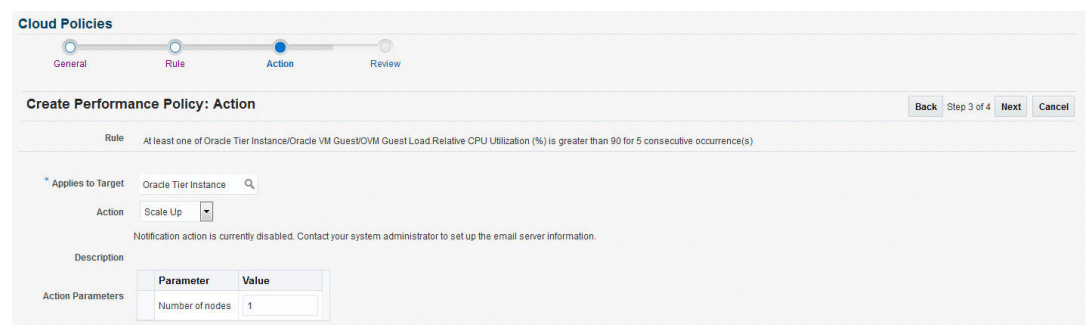 Cloud Policies
General Rule Action Review
Create Performance Policy: Action Back Step 3 of 4 Next Cancel
Rule At least one of Oracle Tier Instance/Oracle VM Guest/OVM Guest Load.Relative CPU Utilization (%) is greater than 90 for 5 consecutive occurrence(s)
* Applies to Target Oracle Tier Instance
Action Scale Up
Notification action is currently disabled. Contact your system administrator to set up the email server information.
Description
Parameter Value
Action Parameters
Number of nodes 1